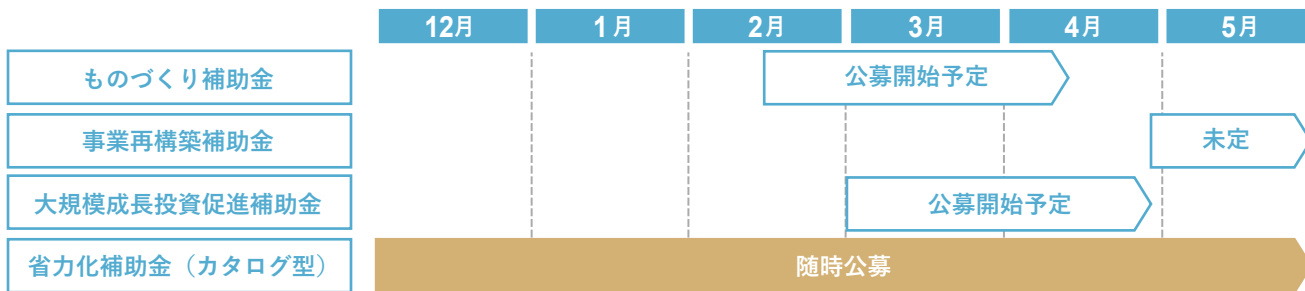 12月 1月 2月 3月 4月 5月
ものづくり補助金 公募開始予定
事業再構築補助金 未定
大規模成長投資促進補助金 公募開始予定
省力化補助金（カタログ型） 随時公募